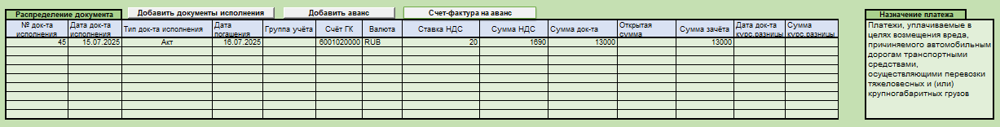 Распределение документа Добавить документы исполнения Добавить аванс Счет-фактура на аванс
№ док-та исполнения Дата док-та исполнения Тип док-та исполнения Дата погашения Группа учёта Счёт ГК Валюта Ставка НДС Сумма НДС Сумма док-та Открытая сумма Сумма зачёта Дата док-та курс.разницы Сумма курс.разницы
45 15.07.2025 Акт 16.07.2025 6001020000 RUB 20 1690 13000 13000
Назначение платежа
Платежи, уплачиваемые в
целях возмещения вреда,
причиняемого автомобильным
дорогам транспортными
средствами,
осуществляющими перевозки
тяжеловесных и (или)
крупногабаритных грузов